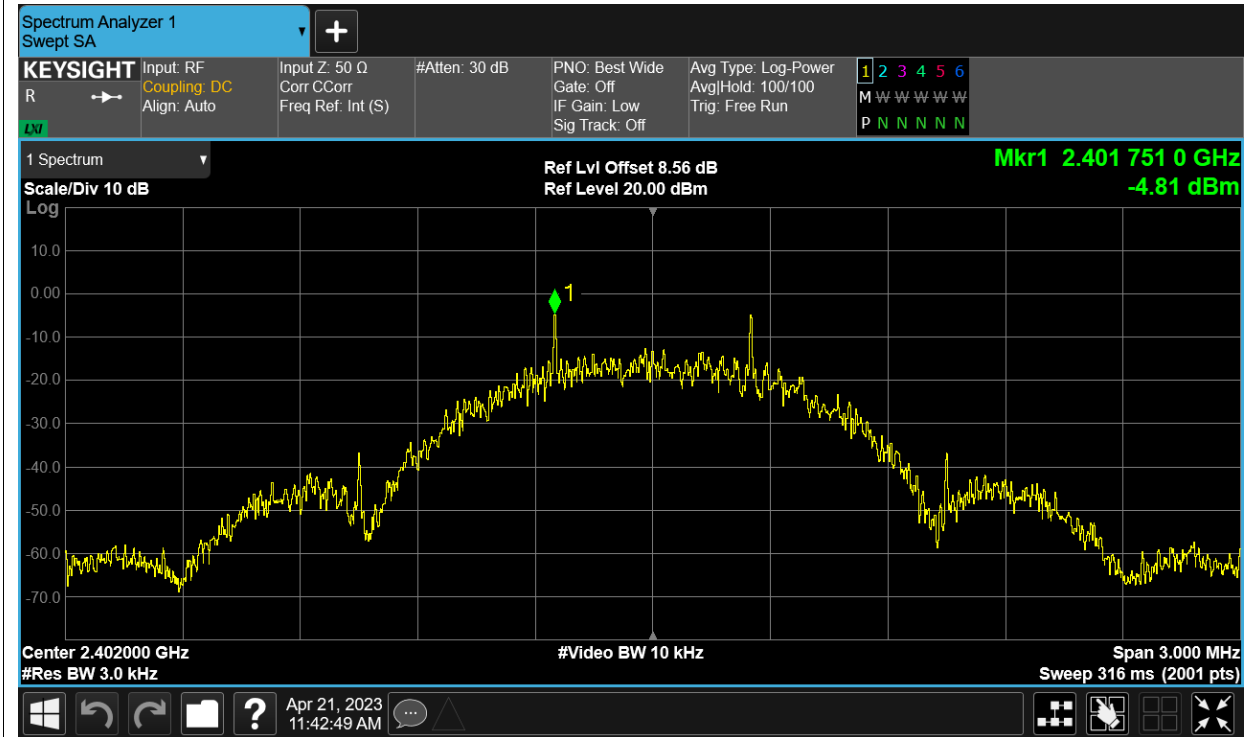 Spectrum Analyzer 1
Swept SA
KEYSIGHT
R
LXI
Input: RF
Coupling: DC
Align: Auto
Input Z: 50 Ω
Corr CCorr
Freq Ref: Int (S)
#Atten: 30 dB
PNO: Best Wide
Gate: Off
IF Gain: Low
Sig Track: Off
Avg Type: Log-Power
Avg|Hold: 100/100
Trig: Free Run
1 2 3 4 5 6
M W W W W W
P N N N N N
1 Spectrum
Scale/Div 10 dB
Log
Ref Lvl Offset 8.56 dB
Ref Level 20.00 dBm
Mkr1 2.401 751 0 GHz
-4.81 dBm
1
10.0
0.00
-10.0
-20.0
-30.0
-40.0
-50.0
-60.0
-70.0
Center 2.402000 GHz
#Video BW 10 kHz
Span 3.000 MHz
#Res BW 3.0 kHz
Sweep 316 ms (2001 pts)
?
Apr 21, 2023
11:42:49 AM